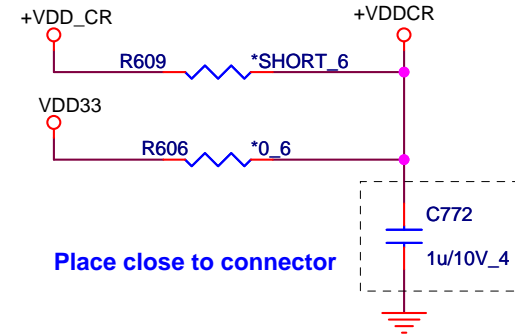 +VDD_CR
+VDDCR
R609
*SHORT_6
VDD33
R606
*0_6
C772
1u/10V_4
Place close to connector